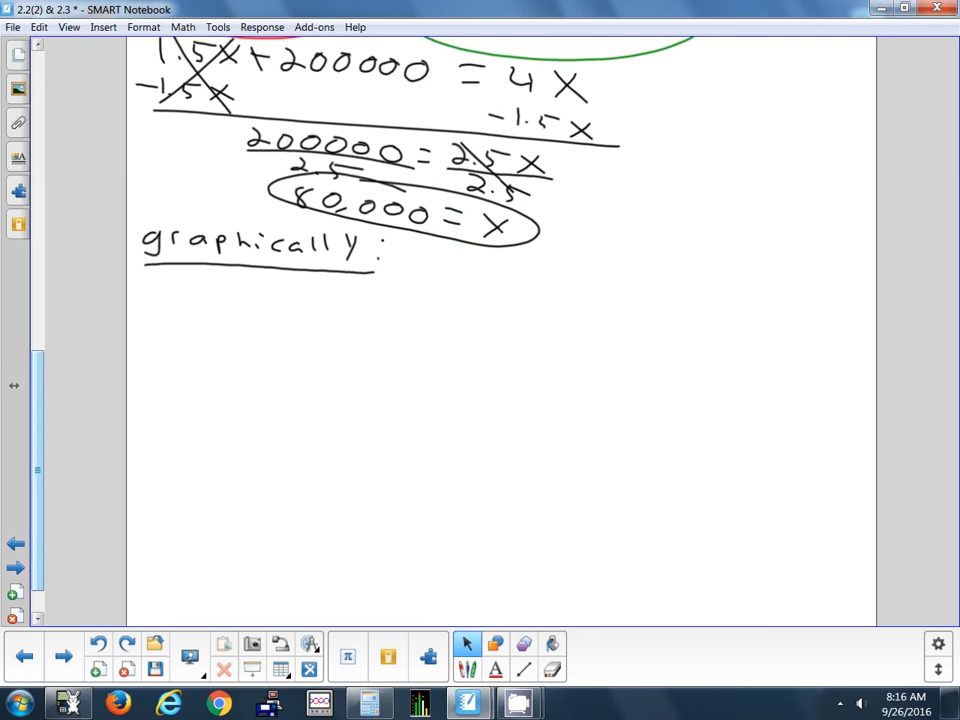 2.2(2) & 2.3 * - SMART Notebook
File Edit View Insert Format Math Tools Response Add-ons Help
1.5x + 200000 = 4x
-1.5x -1.5x
200000 = 2.5x
2.5 2.5
80,000 = x
graphically:
8:16 AM
9/26/2016